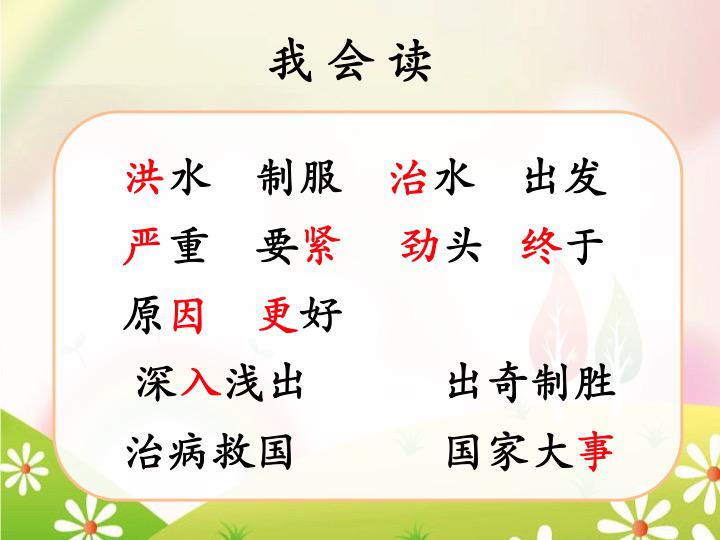 我会读
洪水 制服 治水 出发
严重 要紧 劲头 终于
原因 更好
深入浅出 出奇制胜
治病救国 国家大事